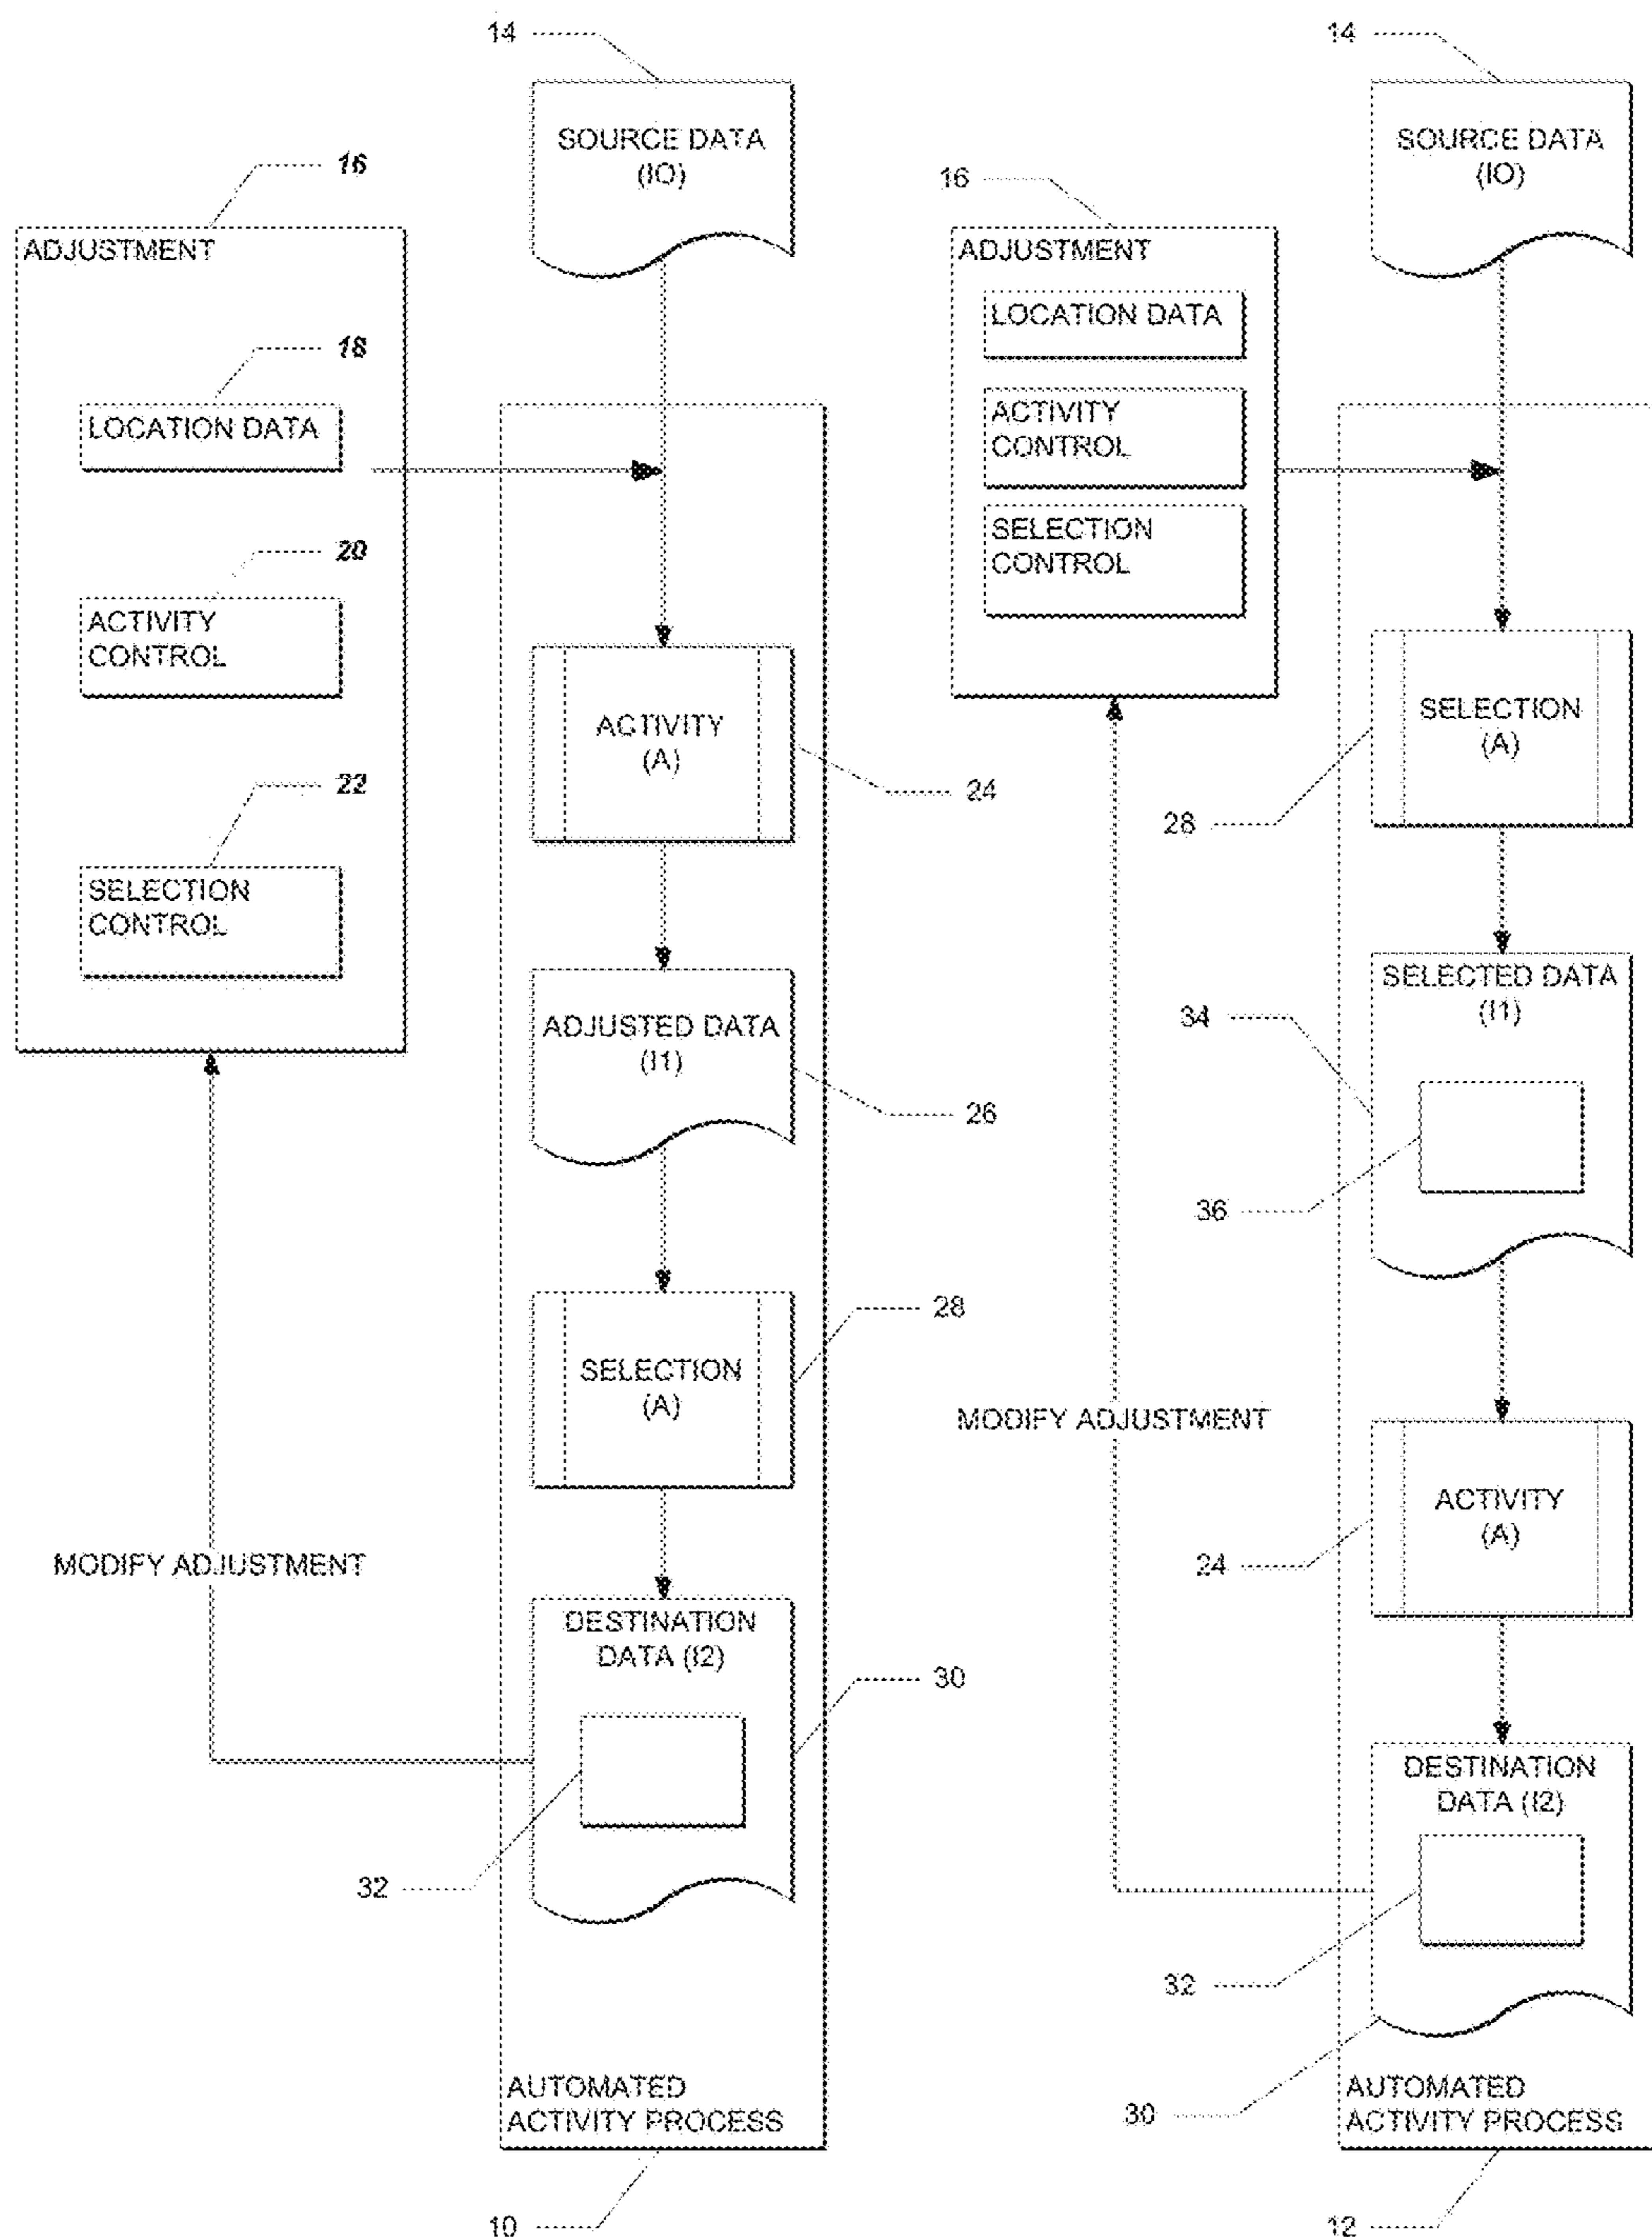 14
SOURCE DATA
(IO)
16
ADJUSTMENT
18
LOCATION DATA
20
ACTIVITY
CONTROL
22
SELECTION
CONTROL
ACTIVITY
(A)
24
ADJUSTED DATA
(I1)
26
SELECTION
(A)
28
MODIFY ADJUSTMENT
DESTINATION
DATA (I2)
30
32
AUTOMATED
ACTIVITY PROCESS
10
14
SOURCE DATA
(IO)
16
ADJUSTMENT
LOCATION DATA
ACTIVITY
CONTROL
SELECTION
CONTROL
SELECTION
(A)
28
SELECTED DATA
(I1)
34
36
MODIFY ADJUSTMENT
ACTIVITY
(A)
24
DESTINATION
DATA (I2)
32
30
AUTOMATED
ACTIVITY PROCESS
12